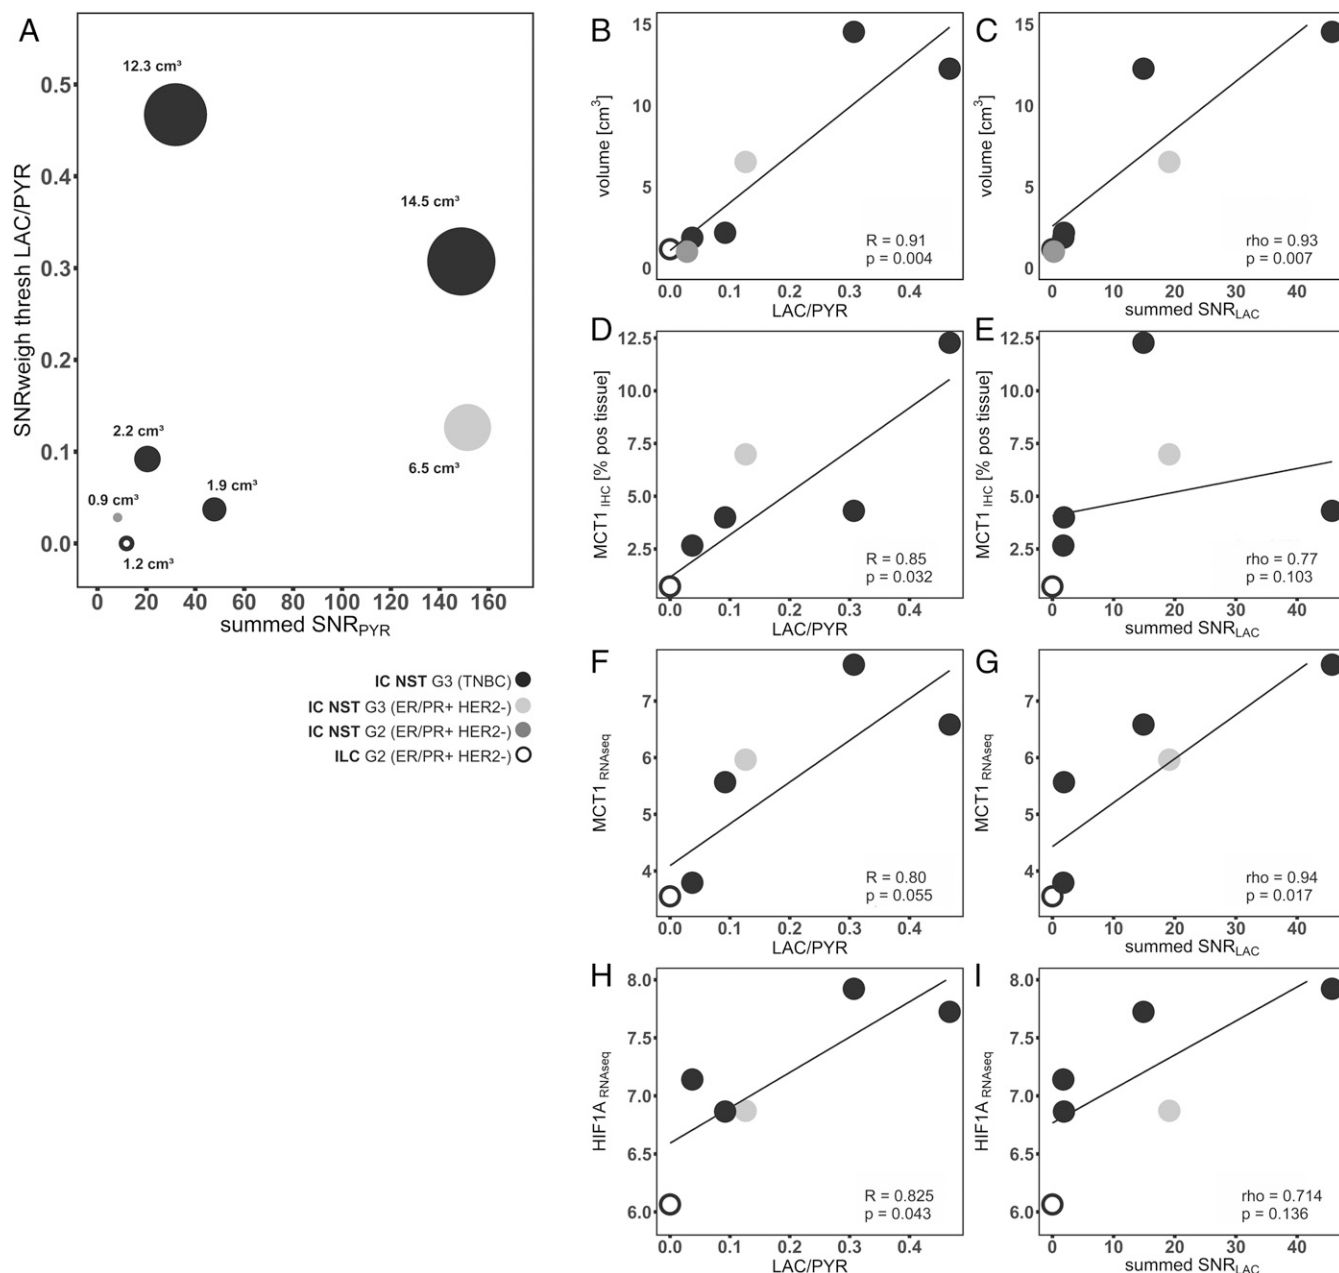 A
12.3 cm³
14.5 cm³
2.2 cm³
0.9 cm³
1.9 cm³
6.5 cm³
1.2 cm³
SNRweigh thresh LAC/PYR
0.5
0.4
0.3
0.2
0.1
0.0
0 20 40 60 80 100 120 140 160
summed SNRPYR
IC NST G3 (TNBC)
IC NST G3 (ER/PR+ HER2-)
IC NST G2 (ER/PR+ HER2-)
ILC G2 (ER/PR+ HER2-)
B
volume [cm³]
15
10
5
0
R = 0.91
p = 0.004
0.0 0.1 0.2 0.3 0.4
LAC/PYR
C
volume [cm³]
15
10
5
0
rho = 0.93
p = 0.007
0 10 20 30 40
summed SNRLAC
D
MCT1 IHC [% pos tissue]
12.5
10.0
7.5
5.0
2.5
R = 0.85
p = 0.032
0.0 0.1 0.2 0.3 0.4
LAC/PYR
E
MCT1 IHC [% pos tissue]
12.5
10.0
7.5
5.0
2.5
rho = 0.77
p = 0.103
0 10 20 30 40
summed SNRLAC
F
MCT1 RNAseq
7
6
5
4
R = 0.80
p = 0.055
0.0 0.1 0.2 0.3 0.4
LAC/PYR
G
MCT1 RNAseq
7
6
5
4
rho = 0.94
p = 0.017
0 10 20 30 40
summed SNRLAC
H
HIF1A RNAseq
8.0
7.5
7.0
6.5
6.0
R = 0.825
p = 0.043
0.0 0.1 0.2 0.3 0.4
LAC/PYR
I
HIF1A RNAseq
8.0
7.5
7.0
6.5
6.0
rho = 0.714
p = 0.136
0 10 20 30 40
summed SNRLAC